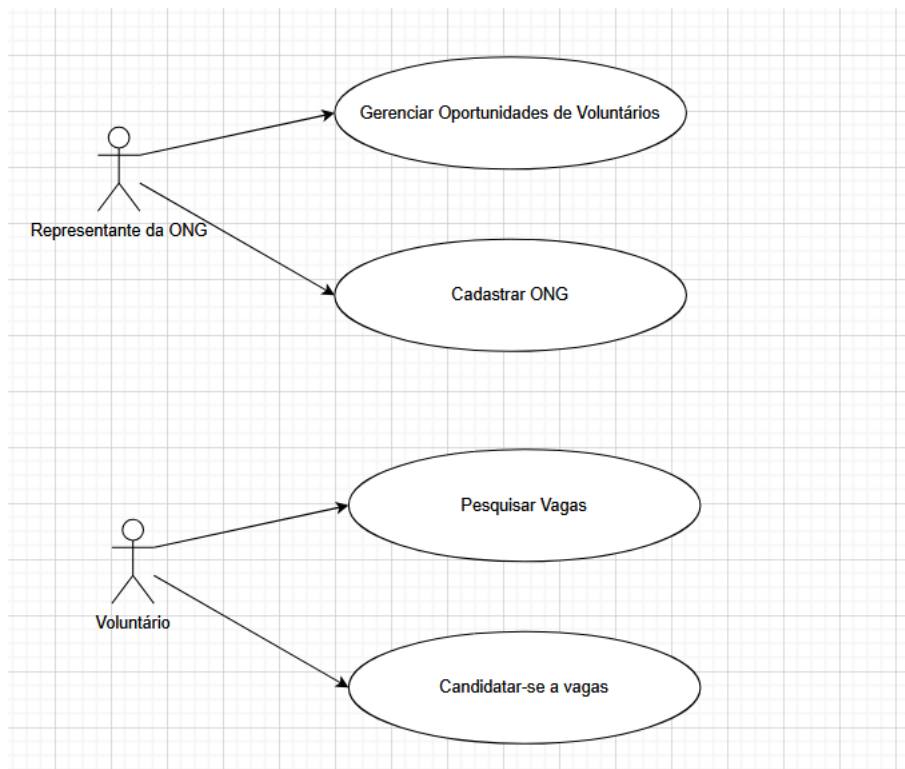 Gerenciar Oportunidades de Voluntários
Representante da ONG
Cadastrar ONG
Pesquisar Vagas
Voluntário
Candidatar-se a vagas